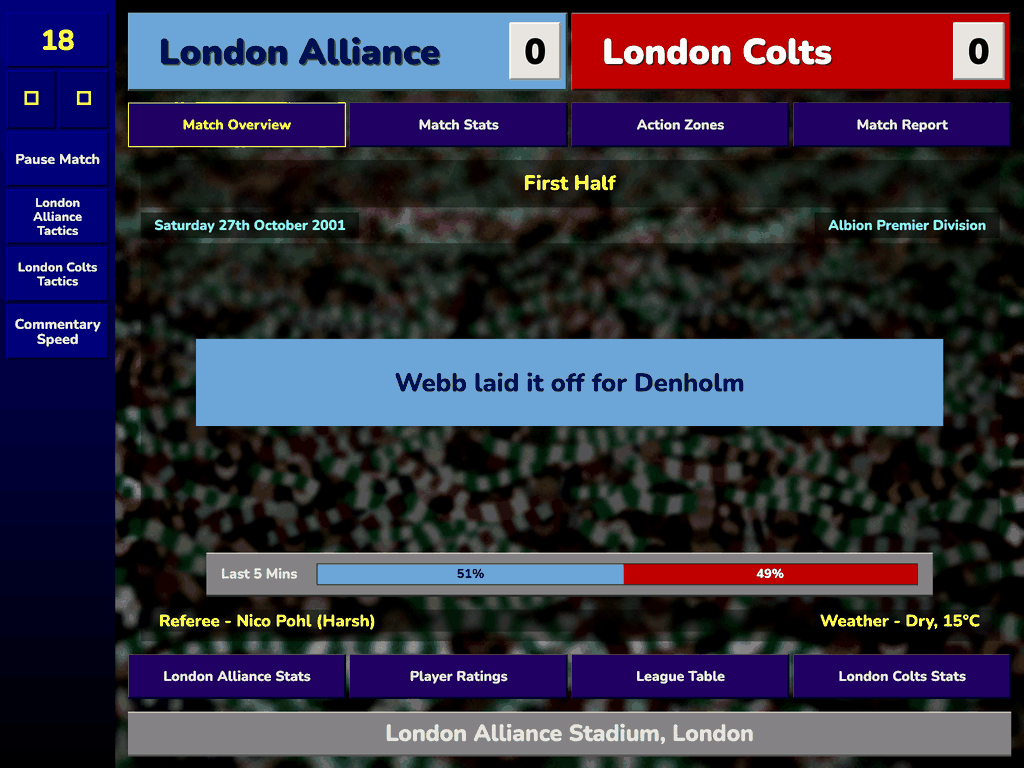 18
London Alliance 0
London Colts 0
Match Overview
Match Stats
Action Zones
Match Report
Pause Match
London
Alliance
Tactics
London Colts
Tactics
Commentary
Speed
First Half
Saturday 27th October 2001
Albion Premier Division
Webb laid it off for Denholm
Last 5 Mins
51%
49%
Referee - Nico Pohl (Harsh)
Weather - Dry, 15°C
London Alliance Stats
Player Ratings
League Table
London Colts Stats
London Alliance Stadium, London